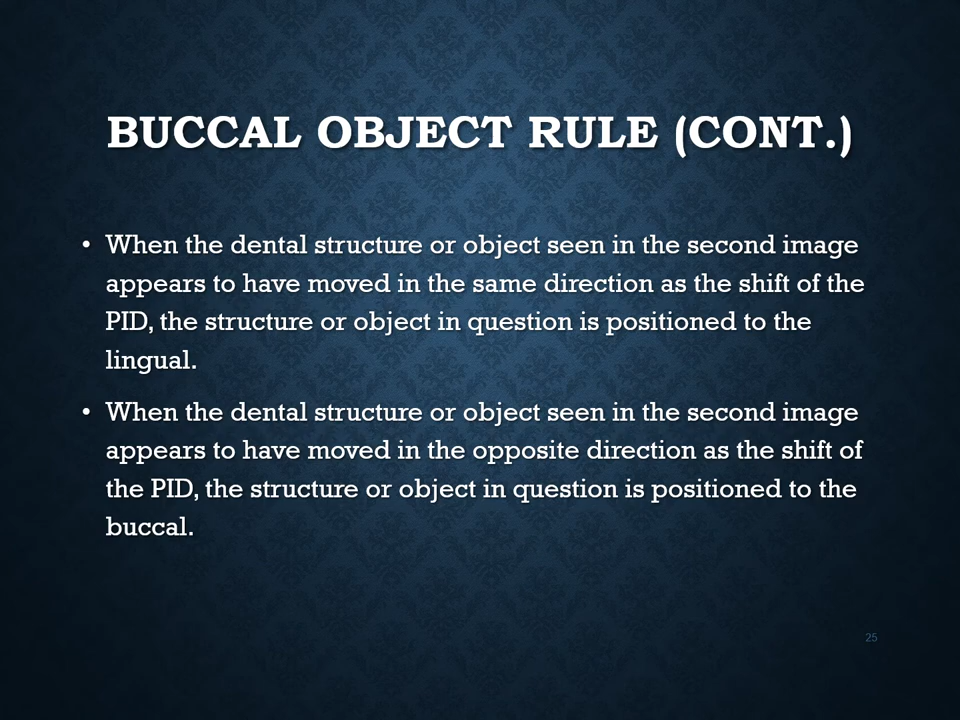 BUCCAL OBJECT RULE (CONT.)
• When the dental structure or object seen in the second image
appears to have moved in the same direction as the shift of the
PID, the structure or object in question is positioned to the
lingual.
• When the dental structure or object seen in the second image
appears to have moved in the opposite direction as the shift of
the PID, the structure or object in question is positioned to the
buccal.
25